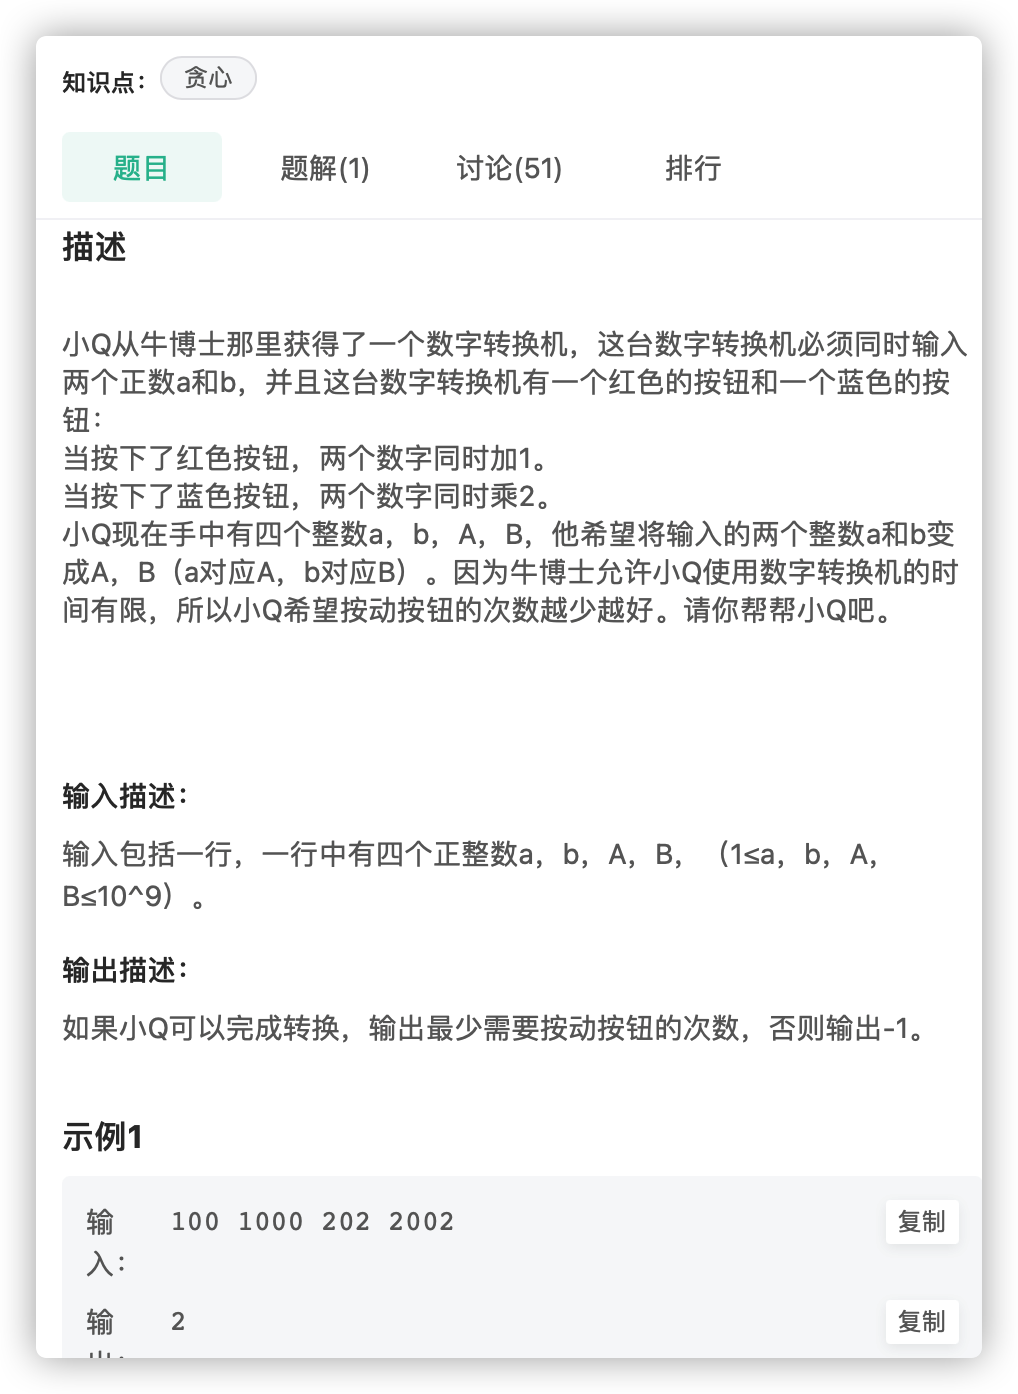 知识点：
贪心
题目
题解(1)
讨论(51)
排行
描述
小Q从牛博士那里获得了一个数字转换机，这台数字转换机必须同时输入
两个正数a和b，并且这台数字转换机有一个红色的按钮和一个蓝色的按
钮：
当按下了红色按钮，两个数字同时加1。
当按下了蓝色按钮，两个数字同时乘2。
小Q现在手中有四个整数a，b，A，B，他希望将输入的两个整数a和b变
成A，B（a对应A，b对应B）。因为牛博士允许小Q使用数字转换机的时
间有限，所以小Q希望按动按钮的次数越少越好。请你帮帮小Q吧。
输入描述：
输入包括一行，一行中有四个正整数a，b，A，B，（1≤a，b，A，
B≤10^9）。
输出描述：
如果小Q可以完成转换，输出最少需要按动按钮的次数，否则输出-1。
示例1
输
入：
100 1000 202 2002
复制
输
2
复制